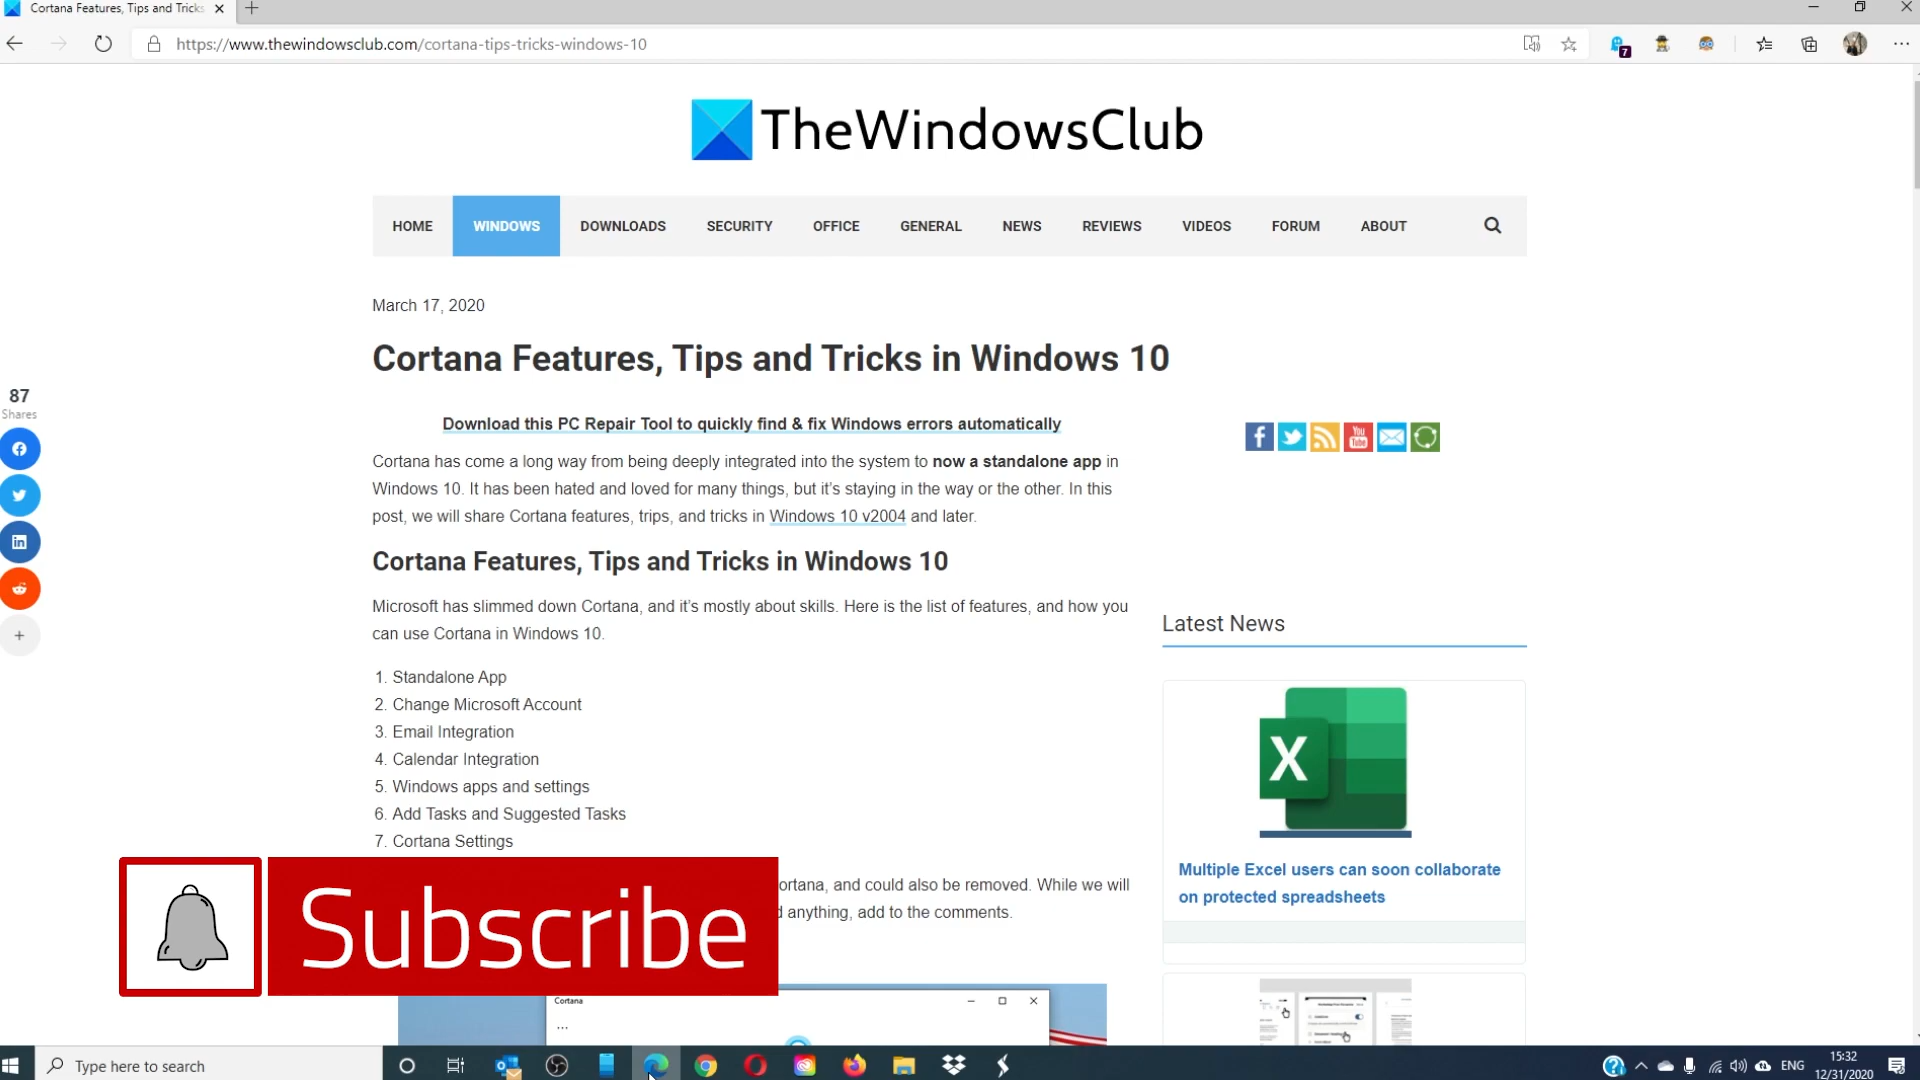 Cortana Features, Tips and Tricks
https://www.thewindowsclub.com/cortana-tips-tricks-windows-10
7
TheWindowsClub
HOME WINDOWS DOWNLOADS SECURITY OFFICE GENERAL NEWS REVIEWS VIDEOS FORUM ABOUT
March 17, 2020
Cortana Features, Tips and Tricks in Windows 10
87
Shares
Download this PC Repair Tool to quickly find & fix Windows errors automatically
Cortana has come a long way from being deeply integrated into the system to now a standalone app in
Windows 10. It has been hated and loved for many things, but it’s staying in the way or the other. In this
post, we will share Cortana features, trips, and tricks in Windows 10 v2004 and later.
You Tube
Cortana Features, Tips and Tricks in Windows 10
Microsoft has slimmed down Cortana, and it’s mostly about skills. Here is the list of features, and how you
can use Cortana in Windows 10.
1. Standalone App
2. Change Microsoft Account
3. Email Integration
4. Calendar Integration
5. Windows apps and settings
6. Add Tasks and Suggested Tasks
7. Cortana Settings
ortana, and could also be removed. While we will
d anything, add to the comments.
Subscribe
Cortana
...
Latest News
X
Multiple Excel users can soon collaborate
on protected spreadsheets
Type here to search
ENG
15:32
12/31/2020